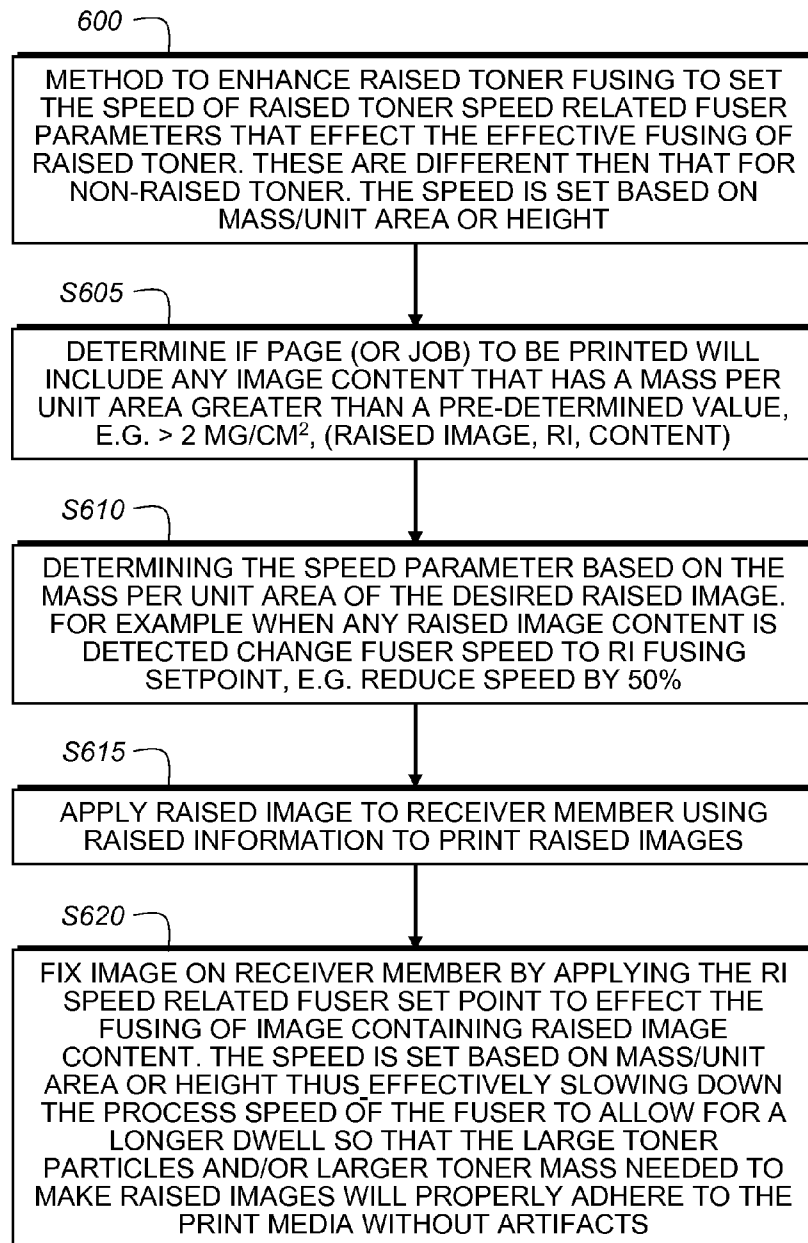 600
METHOD TO ENHANCE RAISED TONER FUSING TO SET
THE SPEED OF RAISED TONER SPEED RELATED FUSER
PARAMETERS THAT EFFECT THE EFFECTIVE FUSING OF
RAISED TONER. THESE ARE DIFFERENT THEN THAT FOR
NON-RAISED TONER. THE SPEED IS SET BASED ON
MASS/UNIT AREA OR HEIGHT
S605
DETERMINE IF PAGE (OR JOB) TO BE PRINTED WILL
INCLUDE ANY IMAGE CONTENT THAT HAS A MASS PER
UNIT AREA GREATER THAN A PRE-DETERMINED VALUE,
E.G. > 2 MG/CM², (RAISED IMAGE, RI, CONTENT)
S610
DETERMINING THE SPEED PARAMETER BASED ON THE
MASS PER UNIT AREA OF THE DESIRED RAISED IMAGE.
FOR EXAMPLE WHEN ANY RAISED IMAGE CONTENT IS
DETECTED CHANGE FUSER SPEED TO RI FUSING
SETPOINT, E.G. REDUCE SPEED BY 50%
S615
APPLY RAISED IMAGE TO RECEIVER MEMBER USING
RAISED INFORMATION TO PRINT RAISED IMAGES
S620
FIX IMAGE ON RECEIVER MEMBER BY APPLYING THE RI
SPEED RELATED FUSER SET POINT TO EFFECT THE
FUSING OF IMAGE CONTAINING RAISED IMAGE
CONTENT. THE SPEED IS SET BASED ON MASS/UNIT
AREA OR HEIGHT THUS EFFECTIVELY SLOWING DOWN
THE PROCESS SPEED OF THE FUSER TO ALLOW FOR A
LONGER DWELL SO THAT THE LARGE TONER
PARTICLES AND/OR LARGER TONER MASS NEEDED TO
MAKE RAISED IMAGES WILL PROPERLY ADHERE TO THE
PRINT MEDIA WITHOUT ARTIFACTS